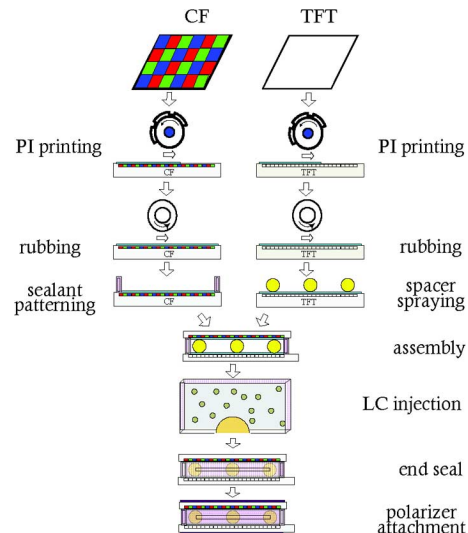 CF TFT
PI printing PI printing
CF TFT
rubbing rubbing
CF TFT
sealant
patterning
spacer
spraying
CF TFT
assembly
LC injection
end seal
polarizer
attachment